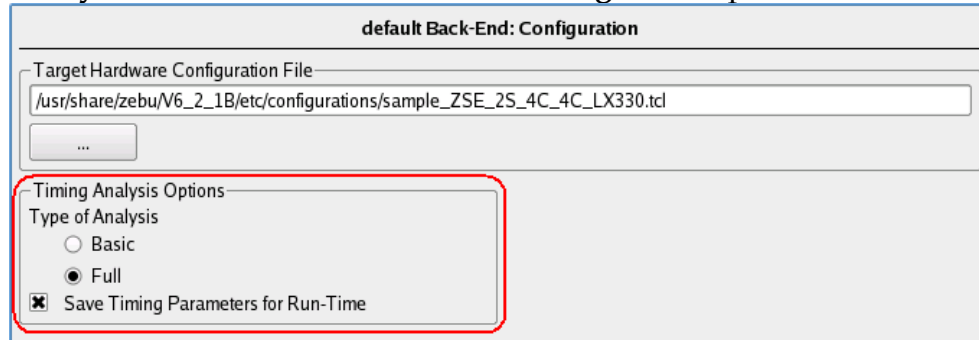 default Back-End: Configuration
Target Hardware Configuration File
/usr/share/zebu/V6_2_1B/etc/configurations/sample_ZSE_2S_4C_4C_LX330.tcl
...
Timing Analysis Options
Type of Analysis
Basic
Full
Save Timing Parameters for Run-Time